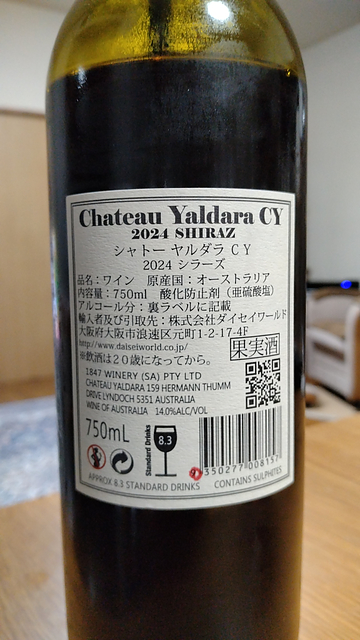 Chateau Yaldara CY
2024 SHIRAZ
シャトー ヤルダラ CY
2024 シラーズ
品名：ワイン 原産国：オーストラリア
内容量：750ml 酸化防止剤（亜硫酸塩）
アルコール分：裏ラベルに記載
輸入者及び引取先：株式会社ダイセイワールド
大阪府大阪市浪速区元町1-2-17-4F
http://www.daiseiworld.co.jp/
※飲酒は20歳になってから。
果実酒
1847 WINERY (SA) PTY LTD
CHATEAU YALDARA 159 HERMANN THUMM
DRIVE LYNDOCH 5351 AUSTRALIA
WINE OF AUSTRALIA 14.0%ALC/VOL
750mL
Standard Drinks
8.3
350277 008157
APPROX 8.3 STANDARD DRINKS CONTAINS SULPHITES